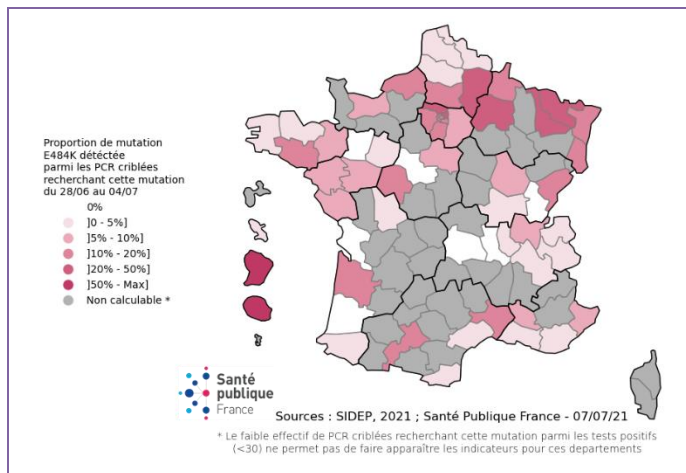 Proportion de mutation
E484K détéctée
parmi les PCR criblées
recherchant cette mutation
du 28/06 au 04/07
0%
]0 - 5%]
]5% - 10%]
]10% - 20%]
]20% - 50%]
]50% - Max]
Non calculable *
Santé
publique
France
Sources : SIDEP, 2021 ; Santé Publique France - 07/07/21
* Le faible effectif de PCR criblées recherchant cette mutation parmi les tests positifs
(<30) ne permet pas de faire apparaître les indicateurs pour ces departements